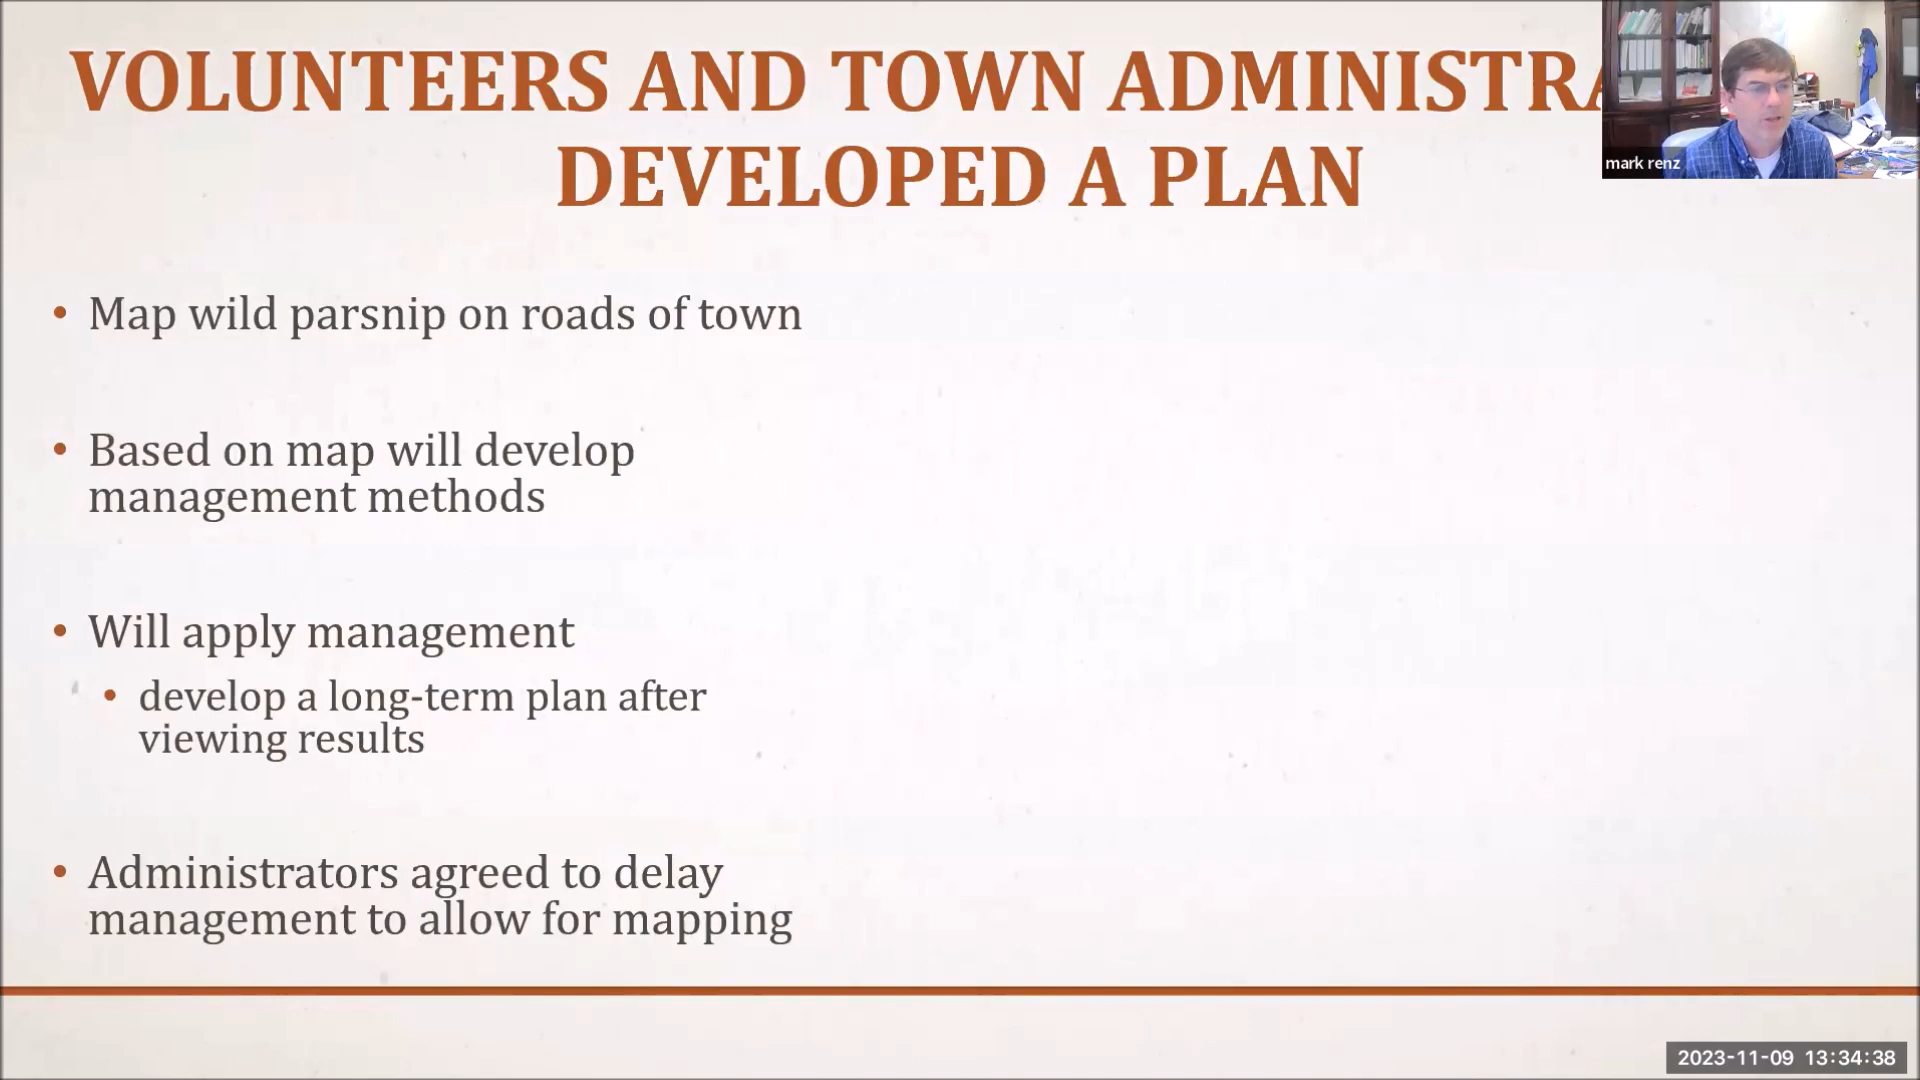 VOLUNTEERS AND TOWN
DEVELOPED A PLAN
mark renz
• Map wild parsnip on roads of town
• Based on map will develop
management methods
• Will apply management
• develop a long-term plan after
viewing results
• Administrators agreed to delay
management to allow for mapping
2023-11-09 13:34:38